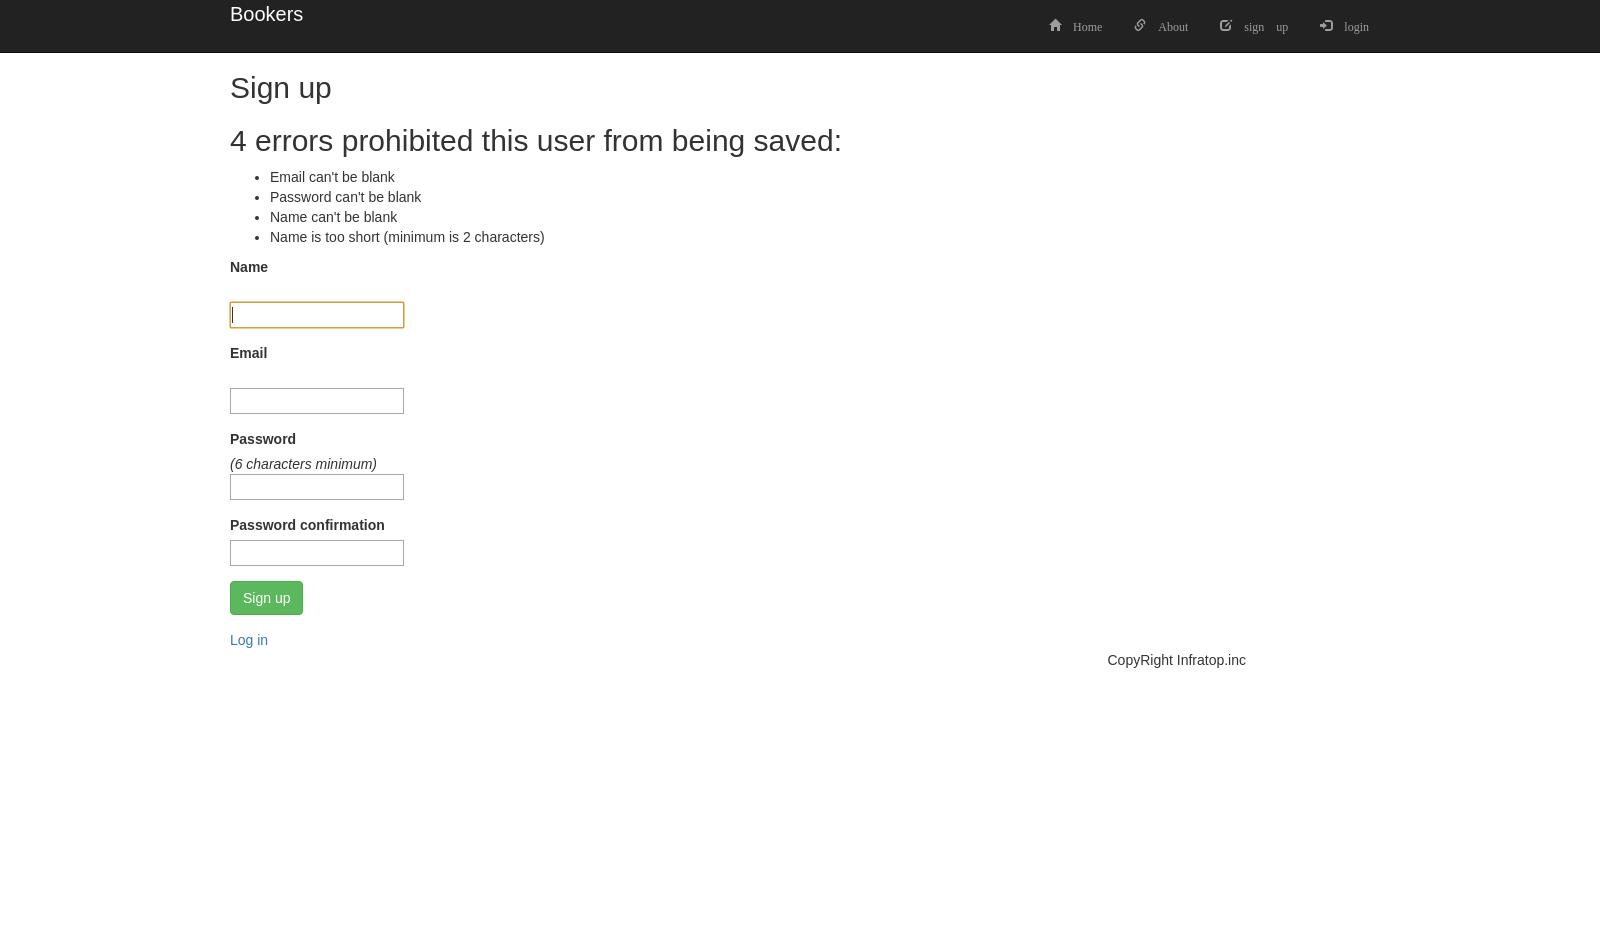 Bookers
Home About sign up login
Sign up
4 errors prohibited this user from being saved:
Email can't be blank
Password can't be blank
Name can't be blank
Name is too short (minimum is 2 characters)
Name
Email
Password
(6 characters minimum)
Password confirmation
Sign up
Log in
CopyRight Infratop.inc